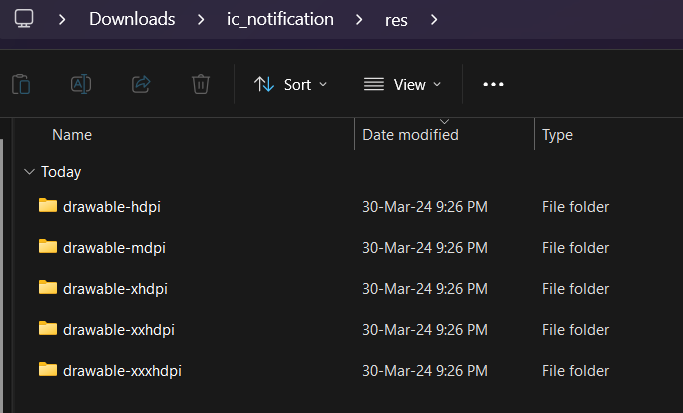 Downloads > ic_notification > res >
Sort View
Name Date modified Type
Today
drawable-hdpi 30-Mar-24 9:26 PM File folder
drawable-mdpi 30-Mar-24 9:26 PM File folder
drawable-xhdpi 30-Mar-24 9:26 PM File folder
drawable-xxhdpi 30-Mar-24 9:26 PM File folder
drawable-xxxhdpi 30-Mar-24 9:26 PM File folder